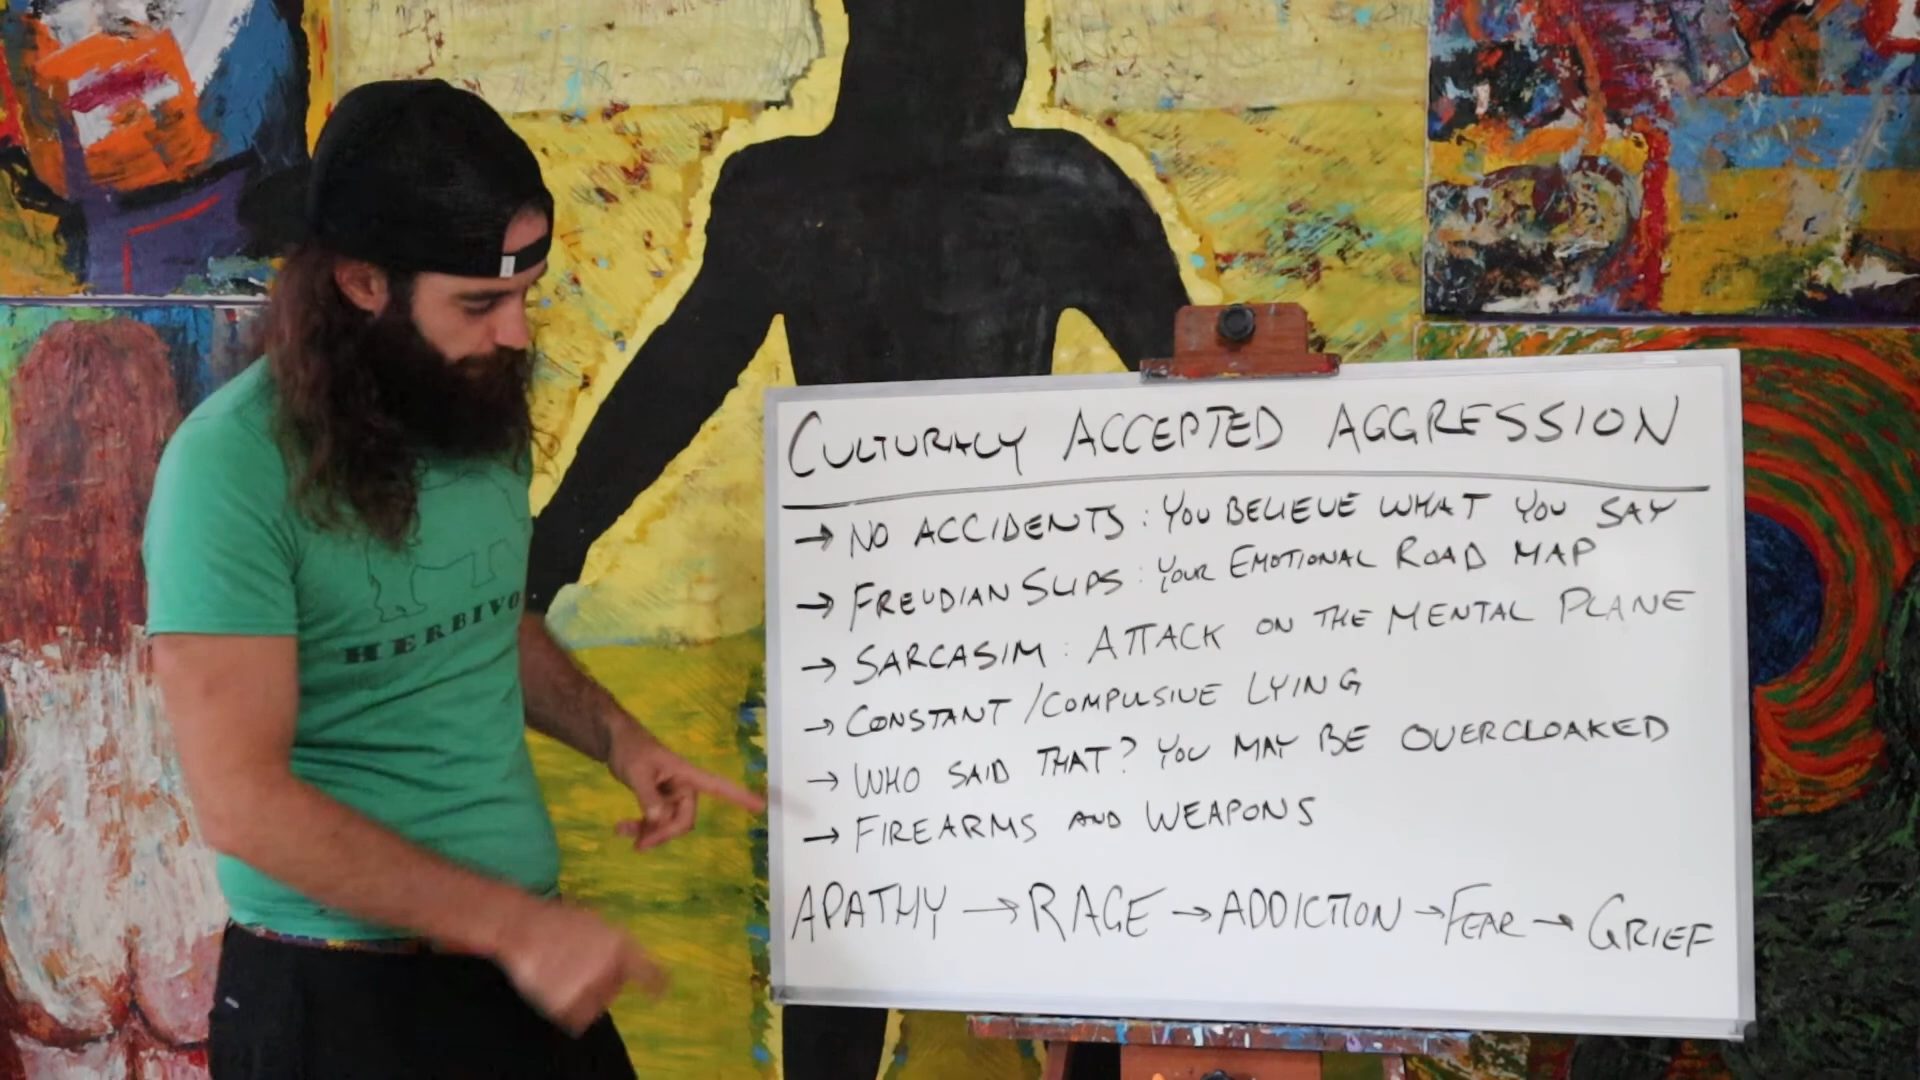 CULTURALY ACCEPTED AGGRESSION
→ NO ACCIDENTS: YOU BELIEVE WHAT YOU SAY
→ FREUDIAN SLIPS: YOUR EMOTIONAL ROAD MAP
→ SARCASIM: ATTACK ON THE MENTAL PLANE
→ CONSTANT/COMPULSIVE LYING
→ WHO SAID THAT? YOU MAY BE OVERCLOAKED
→ FIREARMS AND WEAPONS
APATHY → RAGE → ADDICTION → FEAR → GRIEF
HERBIVO